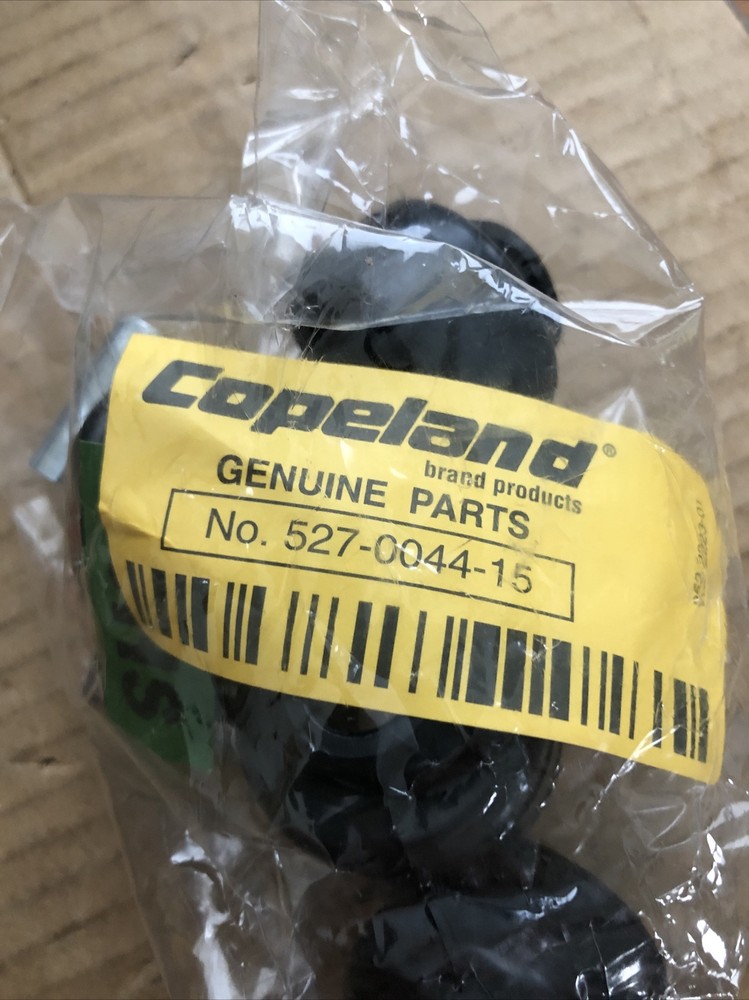 Copeland®
brand products
GENUINE PARTS
No. 527-0044-15